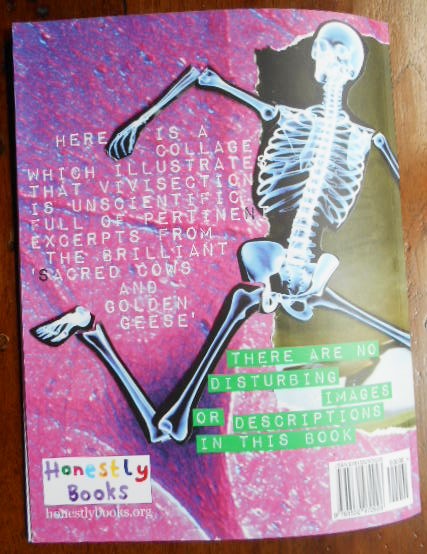 HERE IS A
COLLAGE
WHICH ILLUSTRATES
THAT VIVISECTION
IS UNSCIENTIFIC,
FULL OF PERTINENT
EXCERPTS FROM
THE BRILLIANT
'SACRED COWS
AND
GOLDEN
GEESE'
THERE ARE NO
DISTURBING
IMAGES
OR DESCRIPTIONS
IN THIS BOOK
Honestly
Books
honestlybooks.org